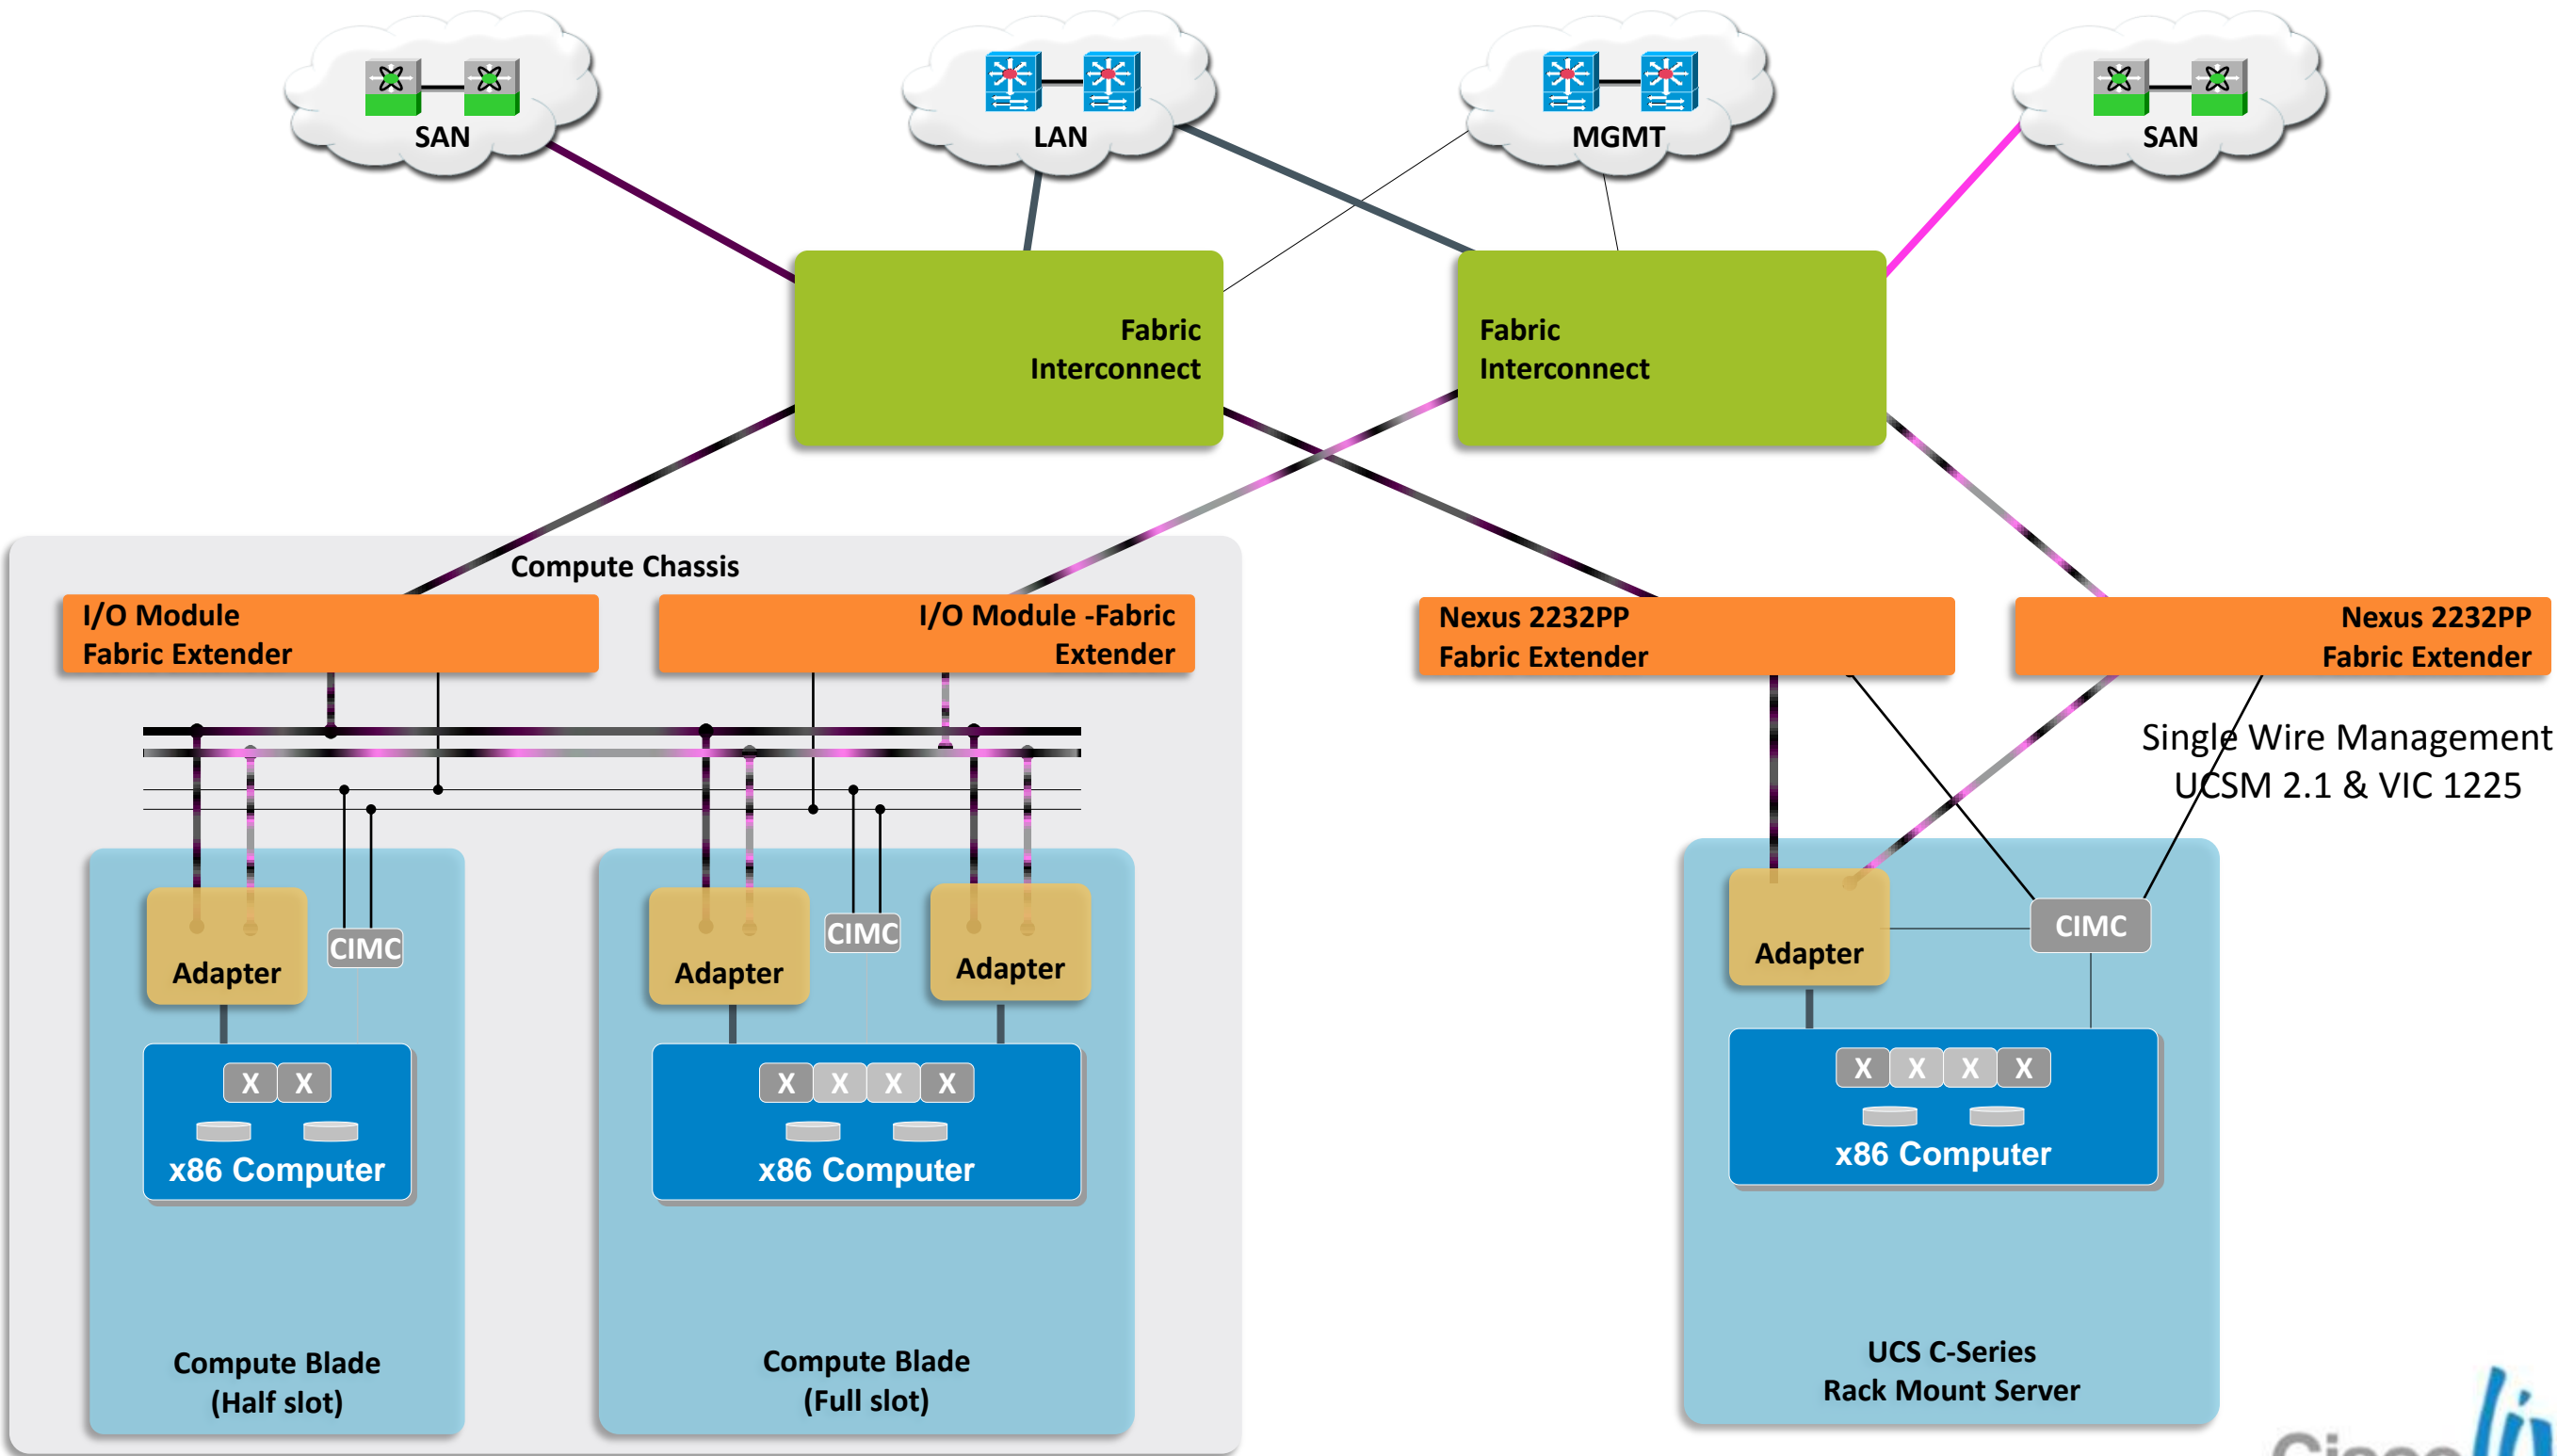 SAN
LAN
MGMT
SAN
Fabric
Interconnect
Fabric
Interconnect
Compute Chassis
I/O Module
Fabric Extender
I/O Module -Fabric
Extender
Nexus 2232PP
Fabric Extender
Nexus 2232PP
Fabric Extender
Single Wire Management
UCSM 2.1 & VIC 1225
Adapter
CIMC
Adapter
CIMC
Adapter
Adapter
CIMC
X X
x86 Computer
X X X X
x86 Computer
X X X X
x86 Computer
Compute Blade
(Half slot)
Compute Blade
(Full slot)
UCS C-Series
Rack Mount Server